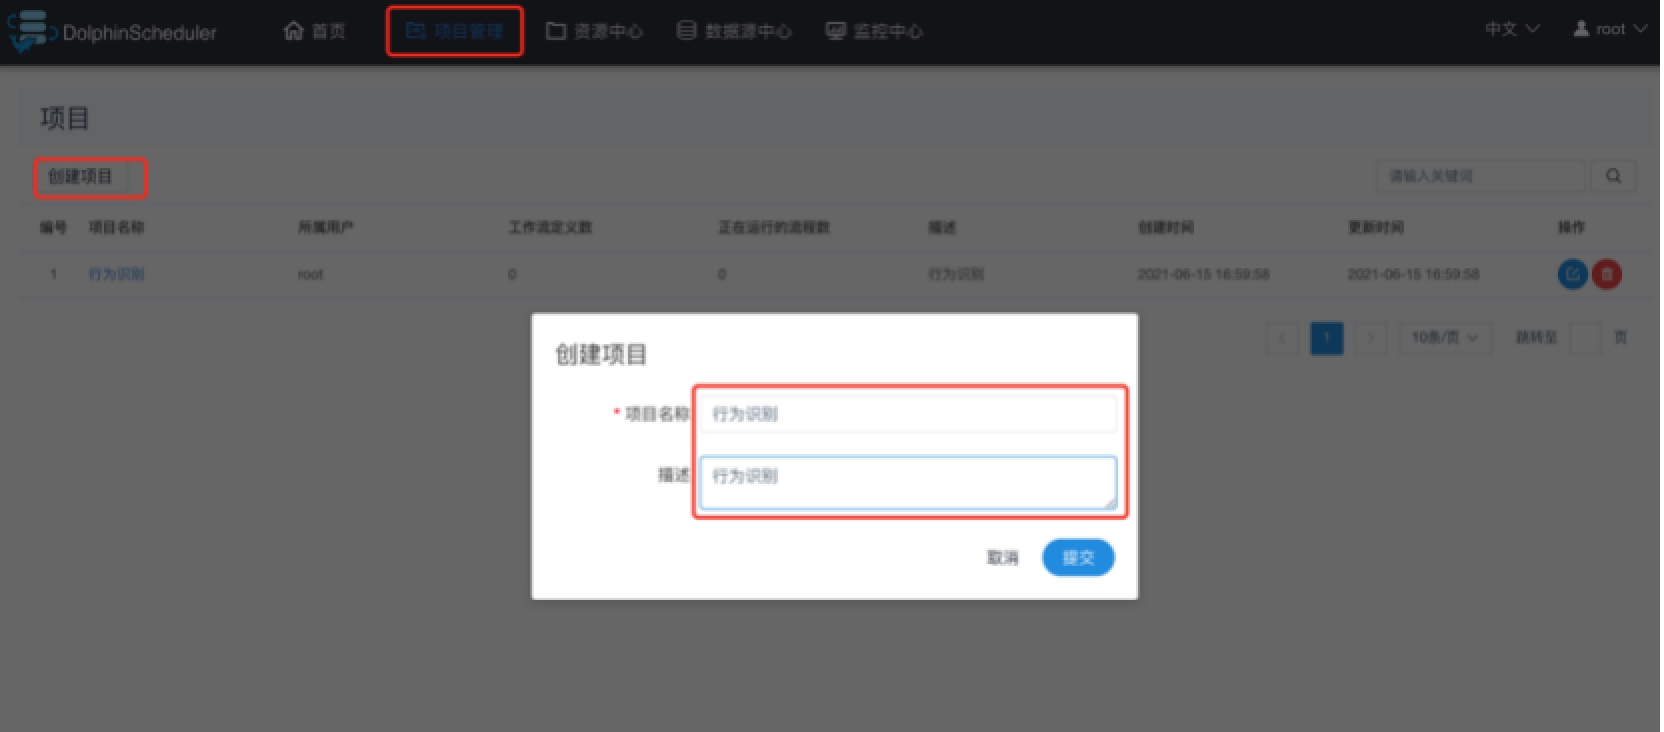 DolphinScheduler 首页 项目管理 资源中心 数据源中心 监控中心 中文 root
项目
创建项目 请输入关键词
编号 项目名称 所属用户 工作流定义数 正在运行的流程数 描述 创建时间 更新时间 操作
1 行为识别 root 0 0 行为识别 2021-06-15 16:59:58 2021-06-15 16:59:58
1 10条/页 跳转至 页
创建项目
* 项目名称 行为识别
描述 行为识别
取消 提交